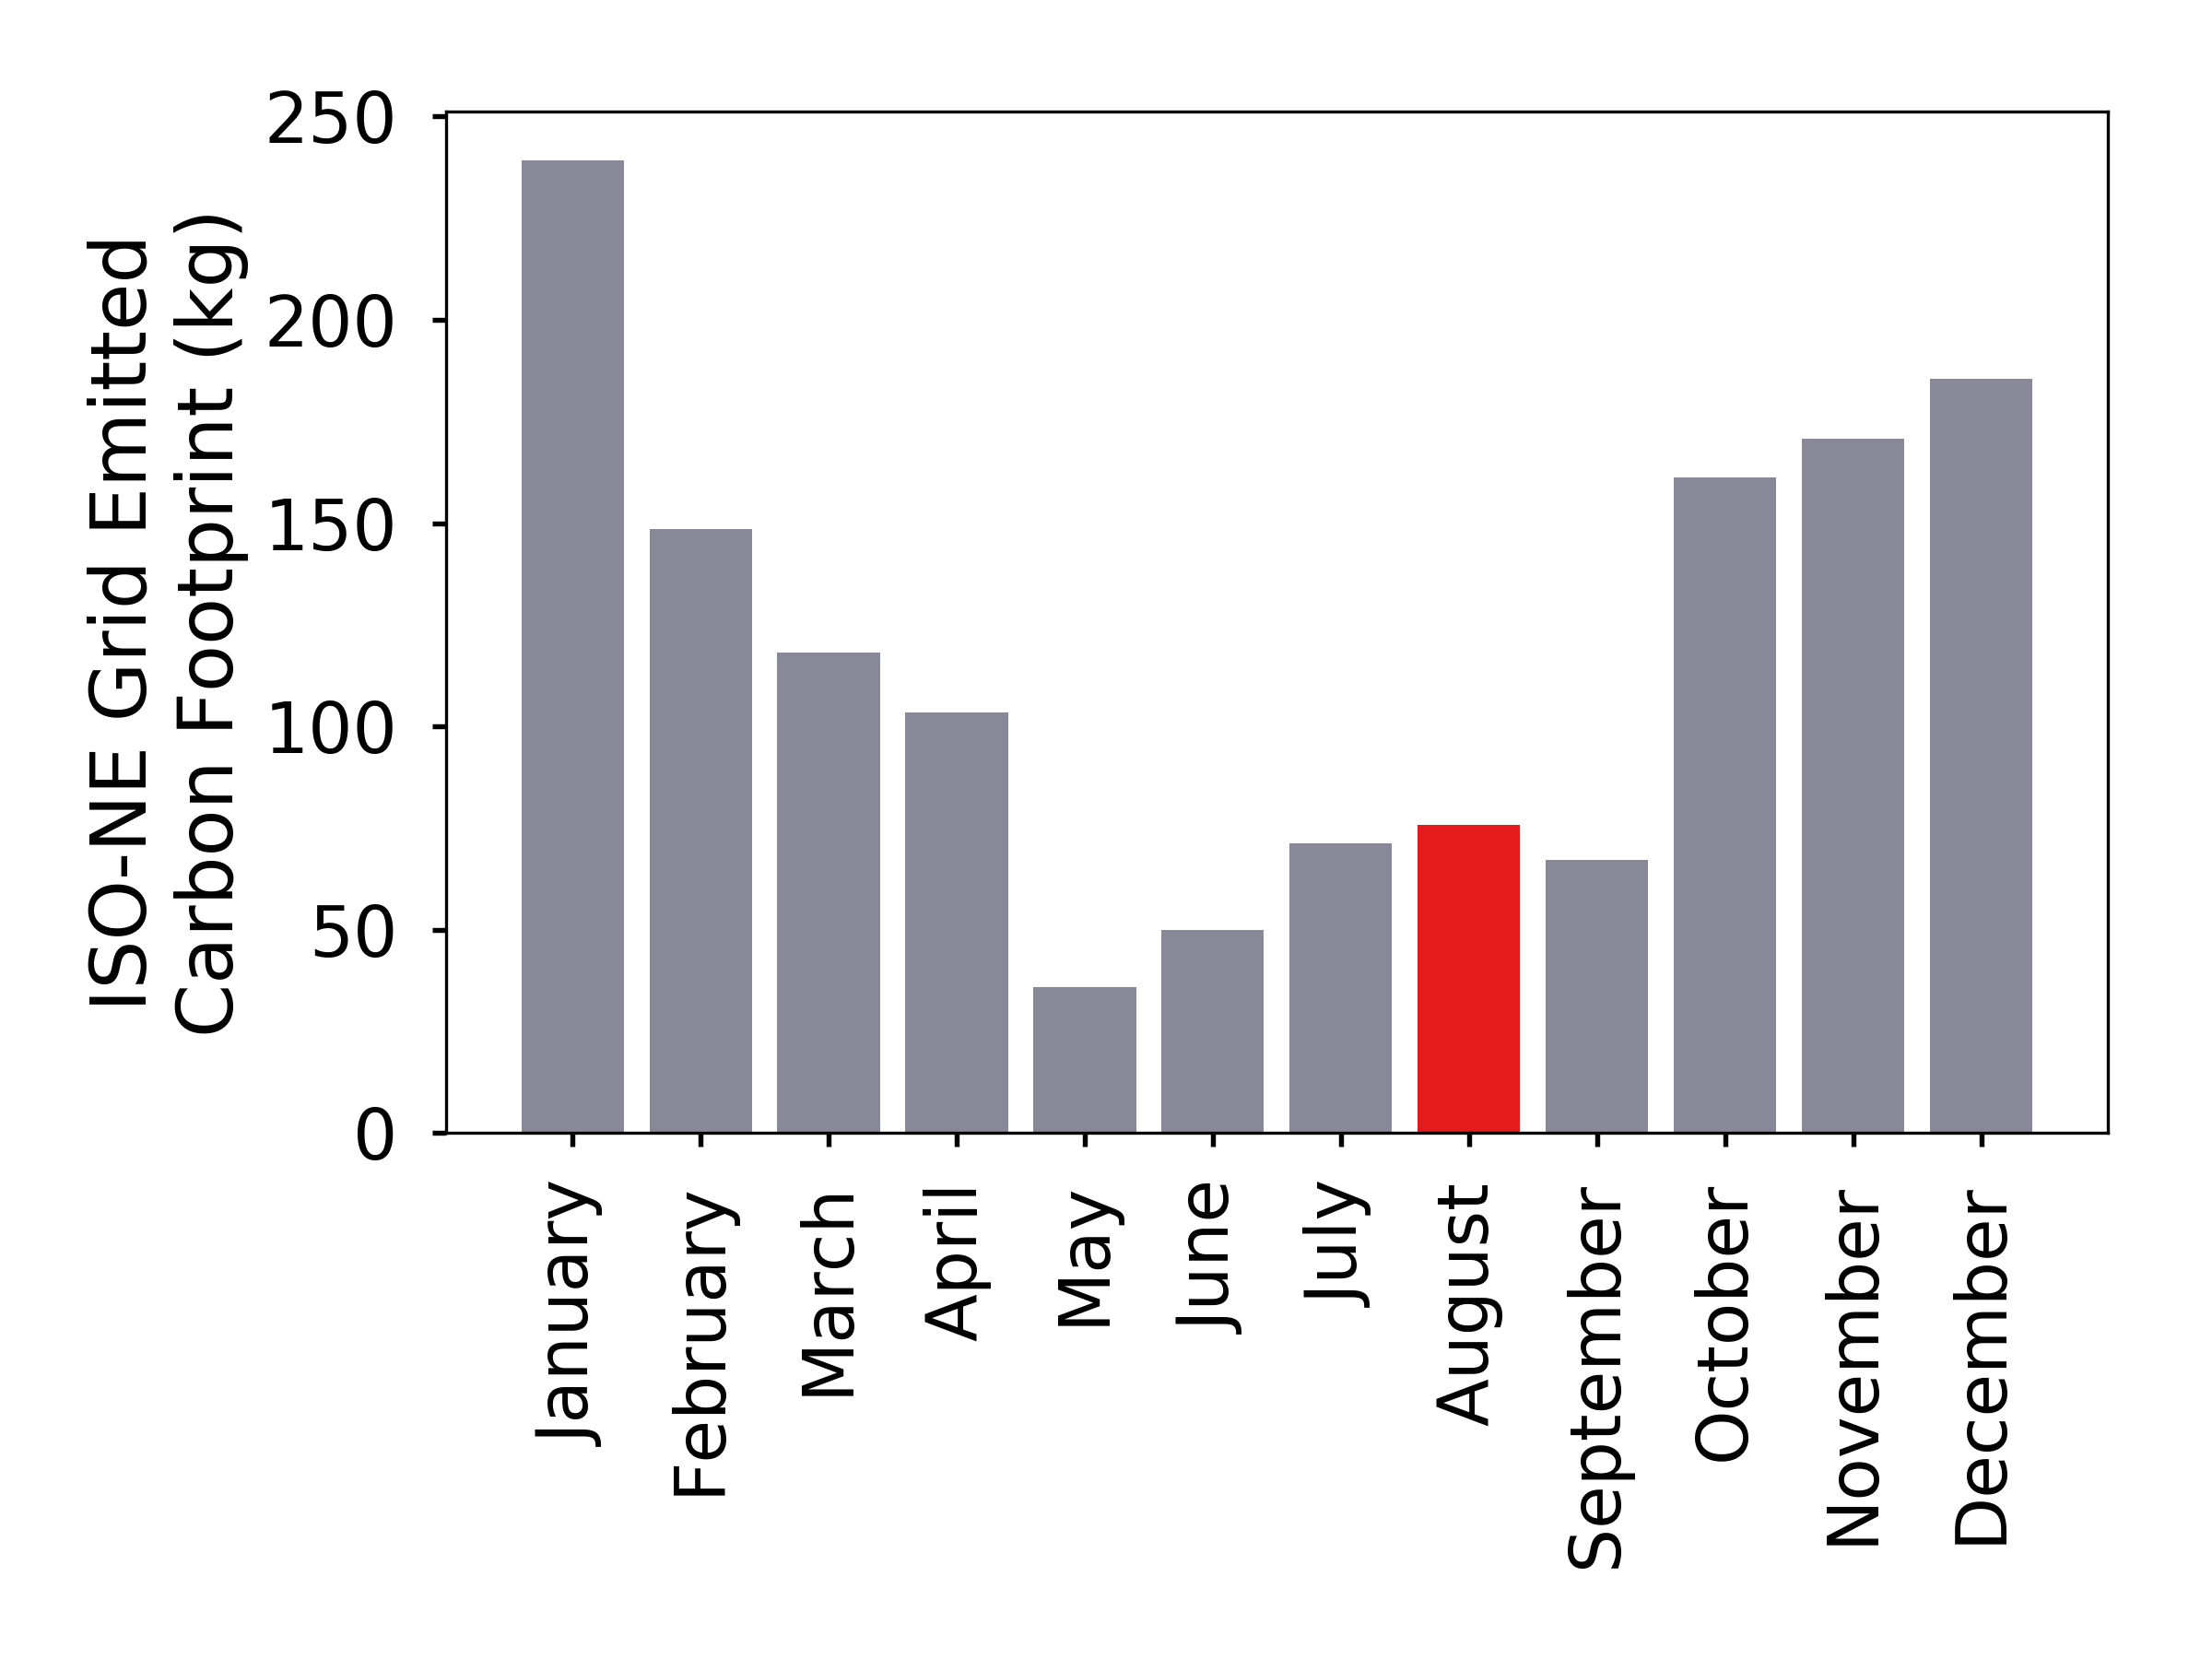 ISO-NE Grid Emitted
Carbon Footprint (kg)
250
200
150
100
50
0
January
February
March
April
May
June
July
August
September
October
November
December